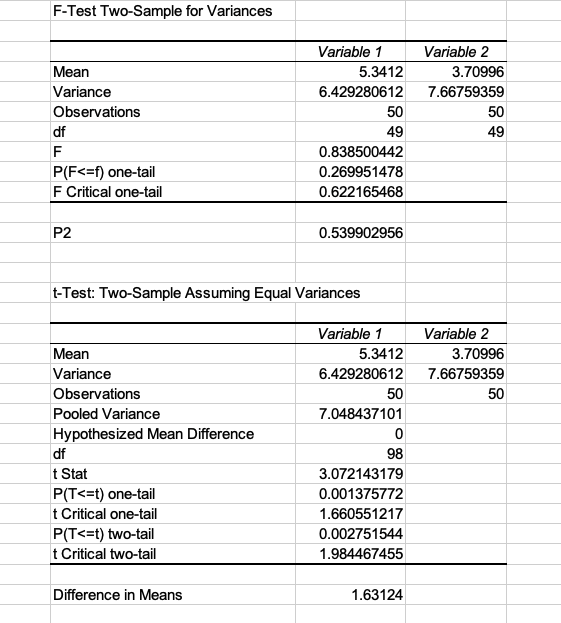 F-Test Two-Sample for Variances
Variable 1 Variable 2
Mean 5.3412 3.70996
Variance 6.429280612 7.66759359
Observations 50 50
df 49 49
F 0.838500442
P(F<=f) one-tail 0.269951478
F Critical one-tail 0.622165468
P2 0.539902956
t-Test: Two-Sample Assuming Equal Variances
Variable 1 Variable 2
Mean 5.3412 3.70996
Variance 6.429280612 7.66759359
Observations 50 50
Pooled Variance 7.048437101
Hypothesized Mean Difference 0
df 98
t Stat 3.072143179
P(T<=t) one-tail 0.001375772
t Critical one-tail 1.660551217
P(T<=t) two-tail 0.002751544
t Critical two-tail 1.984467455
Difference in Means 1.63124